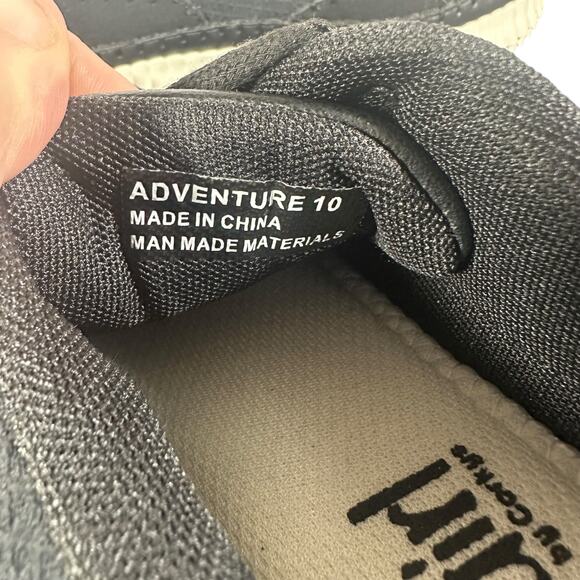 ADVENTURE 10
MADE IN CHINA
MAN MADE MATERIALS
by Corkys